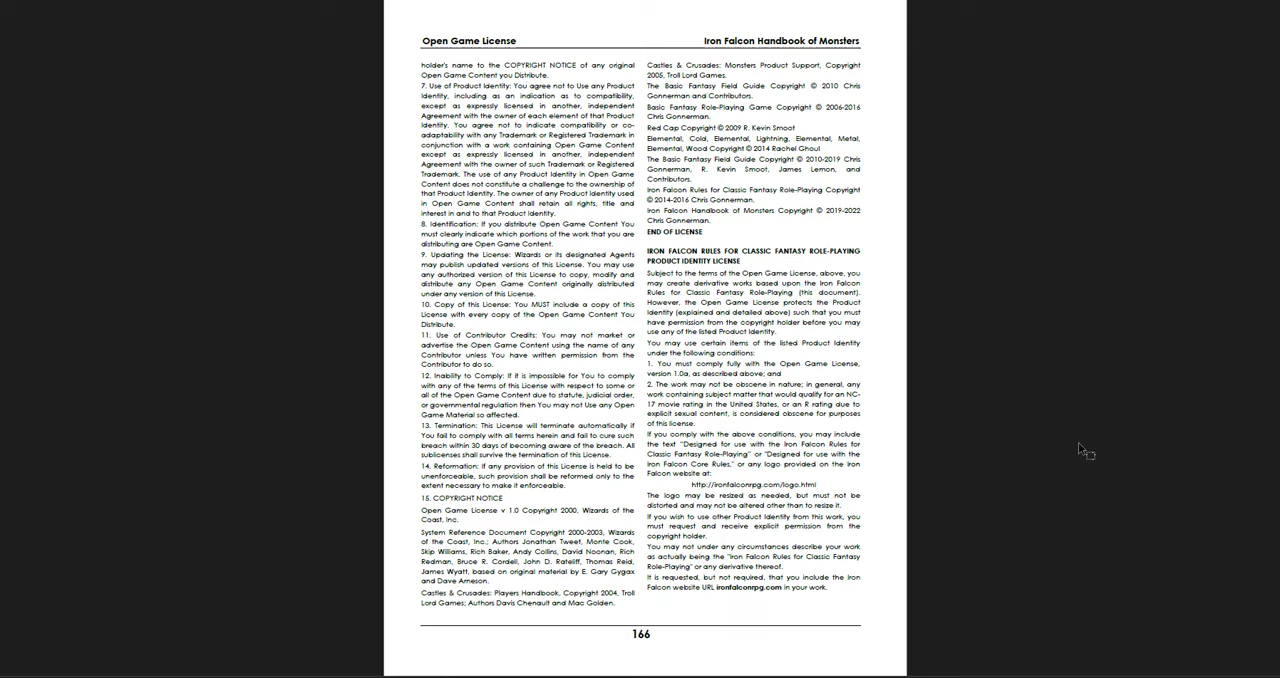 Open Game License
Iron Falcon Handbook of Monsters
holder's name to the COPYRIGHT NOTICE of any original
Open Game Content you Distribute.
7. Use of Product Identity: You agree not to Use any Product
Identity, including as an indication as to compatibility,
except as expressly licensed in another, independent
Agreement with the owner of each element of that Product
Identity. You agree not to indicate compatibility or co-
adaptability with any Trademark or Registered Trademark in
conjunction with a work containing Open Game Content
except as expressly licensed in another, independent
Agreement with the owner of such Trademark or Registered
Trademark. The use of any Product Identity in Open Game
Content does not constitute a challenge to the ownership of
that Product Identity. The owner of any Product Identity used
in Open Game Content shall retain all rights, title and
interest in and to that Product Identity.
8. Identification: If you distribute Open Game Content You
must clearly indicate which portions of the work that you are
distributing are Open Game Content.
9. Updating the License: Wizards or its designated Agents
may publish updated versions of this License. You may use
any authorized version of this License to copy, modify and
distribute any Open Game Content originally distributed
under any version of this License.
10. Copy of this License: You MUST include a copy of this
License with every copy of the Open Game Content You
Distribute.
11. Use of Contributor Credits: You may not market or
advertise the Open Game Content using the name of any
Contributor unless You have written permission from the
Contributor to do so.
12. Inability to Comply: If it is impossible for You to comply
with any of the terms of this License with respect to some or
all of the Open Game Content due to statute, judicial order,
or governmental regulation then You may not Use any Open
Game Material so affected.
13. Termination: This License will terminate automatically if
You fail to comply with all terms herein and fail to cure such
breach within 30 days of becoming aware of the breach. All
sublicenses shall survive the termination of this License.
14. Reformation: If any provision of this License is held to be
unenforceable, such provision shall be reformed only to the
extent necessary to make it enforceable.
15. COPYRIGHT NOTICE
Open Game License v 1.0 Copyright 2000, Wizards of the
Coast, Inc.
System Reference Document Copyright 2000-2003, Wizards
of the Coast, Inc.; Authors Jonathan Tweet, Monte Cook,
Skip Williams, Rich Baker, Andy Collins, David Noonan, Rich
Redman, Bruce R. Cordell, John D. Rateliff, Thomas Reid,
James Wyatt, based on original material by E. Gary Gygax
and Dave Arneson.
Castles & Crusades: Players Handbook, Copyright 2004, Troll
Lord Games; Authors Davis Chenault and Mac Golden.
Castles & Crusades: Monsters Product Support, Copyright
2005, Troll Lord Games.
The Basic Fantasy Field Guide Copyright © 2010 Chris
Gonnerman and Contributors.
Basic Fantasy Role-Playing Game Copyright © 2006-2016
Chris Gonnerman.
Red Cap Copyright © 2009 R. Kevin Smoot
Elemental, Cold, Elemental, Lightning, Elemental, Metal,
Elemental, Wood Copyright © 2014 Rachel Ghoul
The Basic Fantasy Field Guide Copyright © 2010-2019 Chris
Gonnerman, R. Kevin Smoot, James Lemon, and
Contributors.
Iron Falcon Rules for Classic Fantasy Role-Playing Copyright
© 2014-2016 Chris Gonnerman.
Iron Falcon Handbook of Monsters Copyright © 2019-2022
Chris Gonnerman.
END OF LICENSE
IRON FALCON RULES FOR CLASSIC FANTASY ROLE-PLAYING
PRODUCT IDENTITY LICENSE
Subject to the terms of the Open Game License, above, you
may create derivative works based upon the Iron Falcon
Rules for Classic Fantasy Role-Playing (this document).
However, the Open Game License protects the Product
Identity (explained and detailed above) such that you must
have permission from the copyright holder before you may
use any of the listed Product Identity.
You may use certain items of the listed Product Identity
under the following conditions:
1. You must comply fully with the Open Game License,
version 1.0a, as described above; and
2. The work may not be obscene in nature; in general, any
work containing subject matter that would qualify for an NC-
17 movie rating in the United States, or an R rating due to
explicit sexual content, is considered obscene for purposes
of this license.
If you comply with the above conditions, you may include
the text "Designed for use with the Iron Falcon Rules for
Classic Fantasy Role-Playing" or "Designed for use with the
Iron Falcon Core Rules," or any logo provided on the Iron
Falcon website at:
http://ironfalconrpg.com/logo.html
The logo may be resized as needed, but must not be
distorted and may not be altered other than to resize it.
If you wish to use other Product Identity from this work, you
must request and receive explicit permission from the
copyright holder.
You may not under any circumstances describe your work
as actually being the "Iron Falcon Rules for Classic Fantasy
Role-Playing" or any derivative thereof.
It is requested, but not required, that you include the Iron
Falcon website URL ironfalconrpg.com in your work.
166